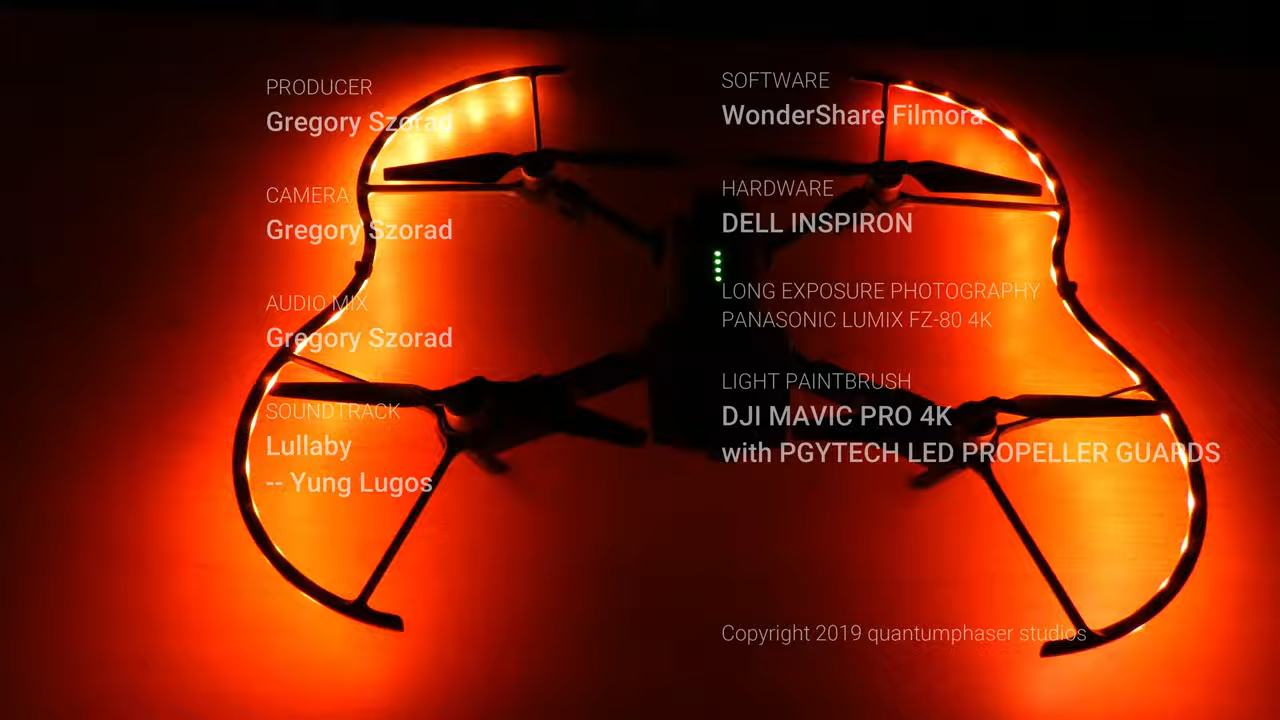 PRODUCER
Gregory Szorad
CAMERA
Gregory Szorad
AUDIO MIX
Gregory Szorad
SOUNDTRACK
Lullaby
-- Yung Lugos
SOFTWARE
WonderShare Filmora
HARDWARE
DELL INSPIRON
LONG EXPOSURE PHOTOGRAPHY
PANASONIC LUMIX FZ-80 4K
LIGHT PAINTBRUSH
DJI MAVIC PRO 4K
with PGYTECH LED PROPELLER GUARDS
Copyright 2019 quantumphaser studios